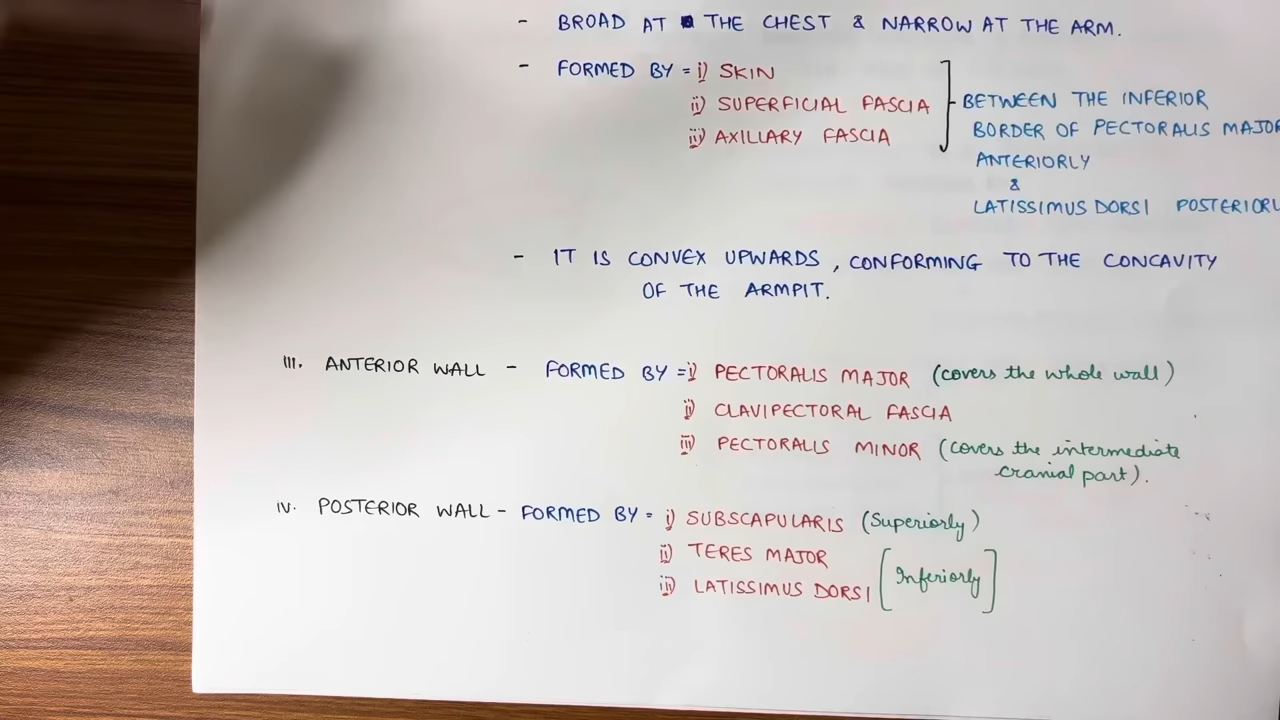 - BROAD AT THE CHEST & NARROW AT THE ARM.
- FORMED BY = i) SKIN
ii) SUPERFICIAL FASCIA
iii) AXILLARY FASCIA
BETWEEN THE INFERIOR
BORDER OF PECTORALIS MAJOR
ANTERIORLY
&
LATISSIMUS DORSI POSTERIORL
- IT IS CONVEX UPWARDS, CONFORMING TO THE CONCAVITY
OF THE ARMPIT.
III. ANTERIOR WALL - FORMED BY = i) PECTORALIS MAJOR (covers the whole wall)
ii) CLAVIPECTORAL FASCIA
iii) PECTORALIS MINOR (covers the intermediate
cranial part).
IV. POSTERIOR WALL - FORMED BY = i) SUBSCAPULARIS (Superiorly)
ii) TERES MAJOR
iii) LATISSIMUS DORSI [Inferiorly]